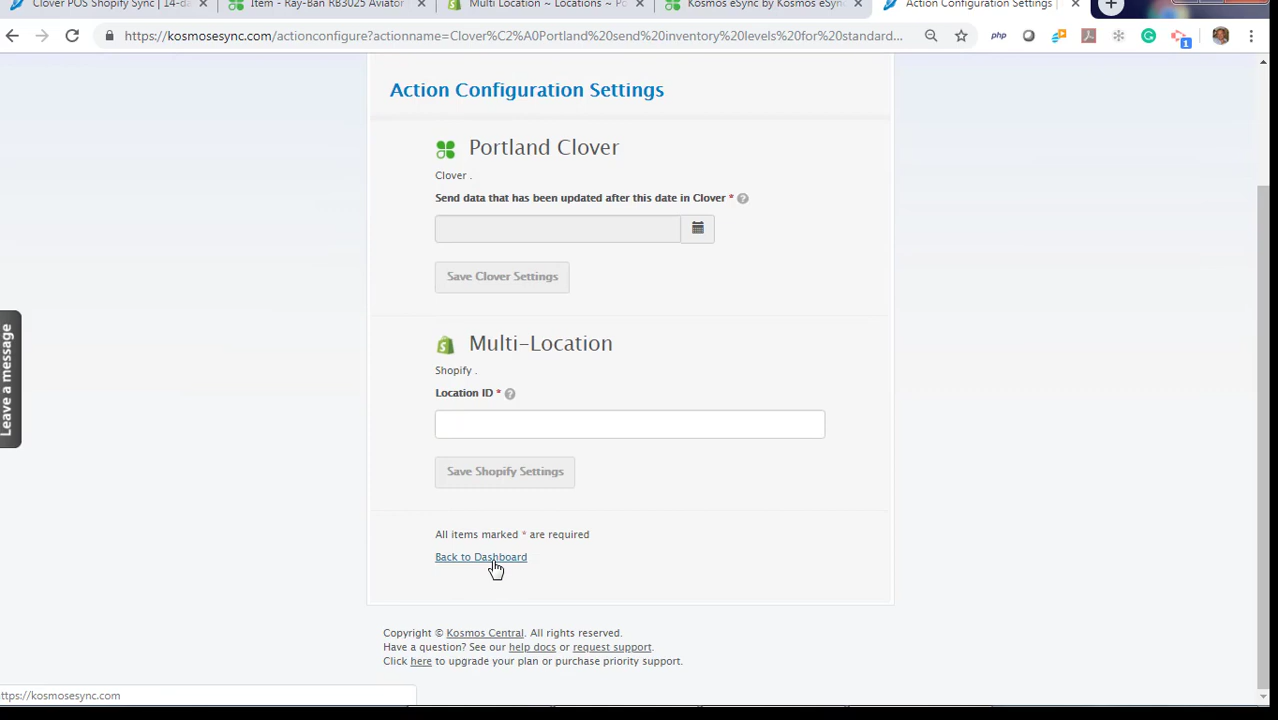 Clover POS Shopify Sync | 14-da
Item - Ray-Ban RB3025 Aviator
Multi Location ~ Locations ~ Po
Kosmos eSync by Kosmos eSyn
Action Configuration Settings
https://kosmosesync.com/actionconfigure?actionname=Clover%C2%A0Portland%20send%20inventory%20levels%20for%20standard...
php
1
Action Configuration Settings
Portland Clover
Clover .
Send data that has been updated after this date in Clover * ?
Save Clover Settings
Multi-Location
Shopify .
Location ID * ?
Save Shopify Settings
All items marked * are required
Back to Dashboard
Leave a message
Copyright © Kosmos Central. All rights reserved.
Have a question? See our help docs or request support.
Click here to upgrade your plan or purchase priority support.
ttps://kosmosesync.com